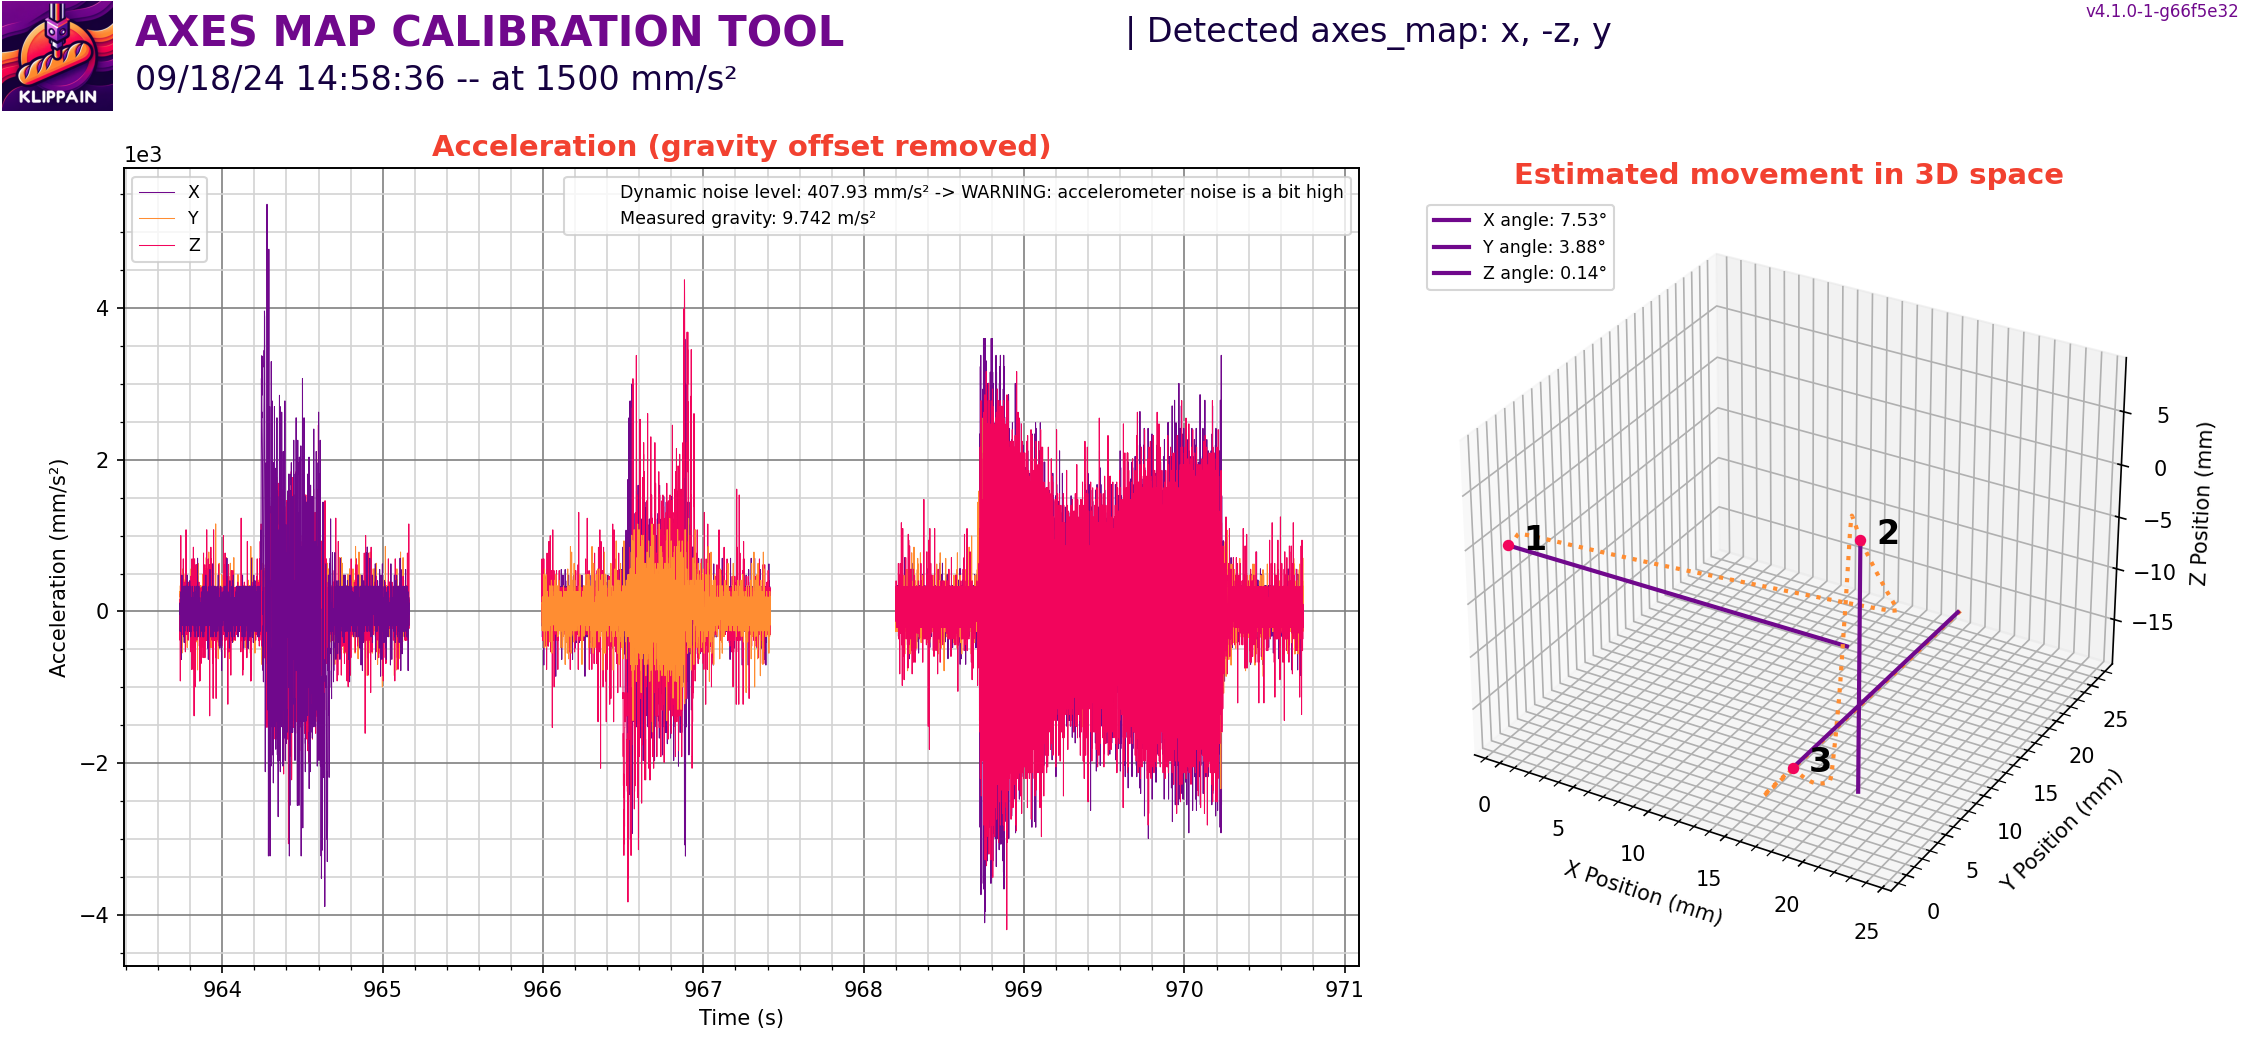 KLIPPAIN
AXES MAP CALIBRATION TOOL
09/18/24 14:58:36 -- at 1500 mm/s²
| Detected axes_map: x, -z, y
v4.1.0-1-g66f5e32
Acceleration (gravity offset removed)
1e3
X
Y
Z
Dynamic noise level: 407.93 mm/s² -> WARNING: accelerometer noise is a bit high
Measured gravity: 9.742 m/s²
Acceleration (mm/s²)
4
2
0
−2
−4
964
965
966
967
968
969
970
971
Time (s)
Estimated movement in 3D space
X angle: 7.53°
Y angle: 3.88°
Z angle: 0.14°
1
2
3
0
5
10
15
20
25
X Position (mm)
0
5
10
15
20
25
Y Position (mm)
5
0
−5
−10
−15
Z Position (mm)